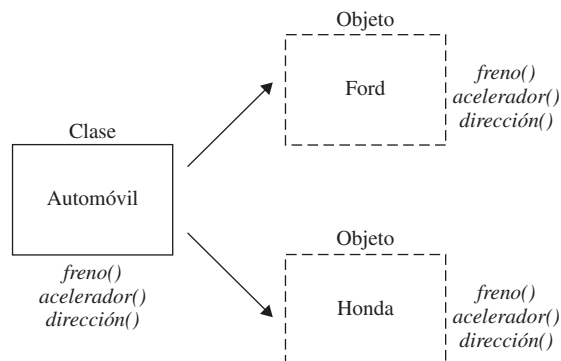 Clase
Automóvil
freno()
acelerador()
dirección()
Objeto
Ford
freno()
acelerador()
dirección()
Objeto
Honda
freno()
acelerador()
dirección()